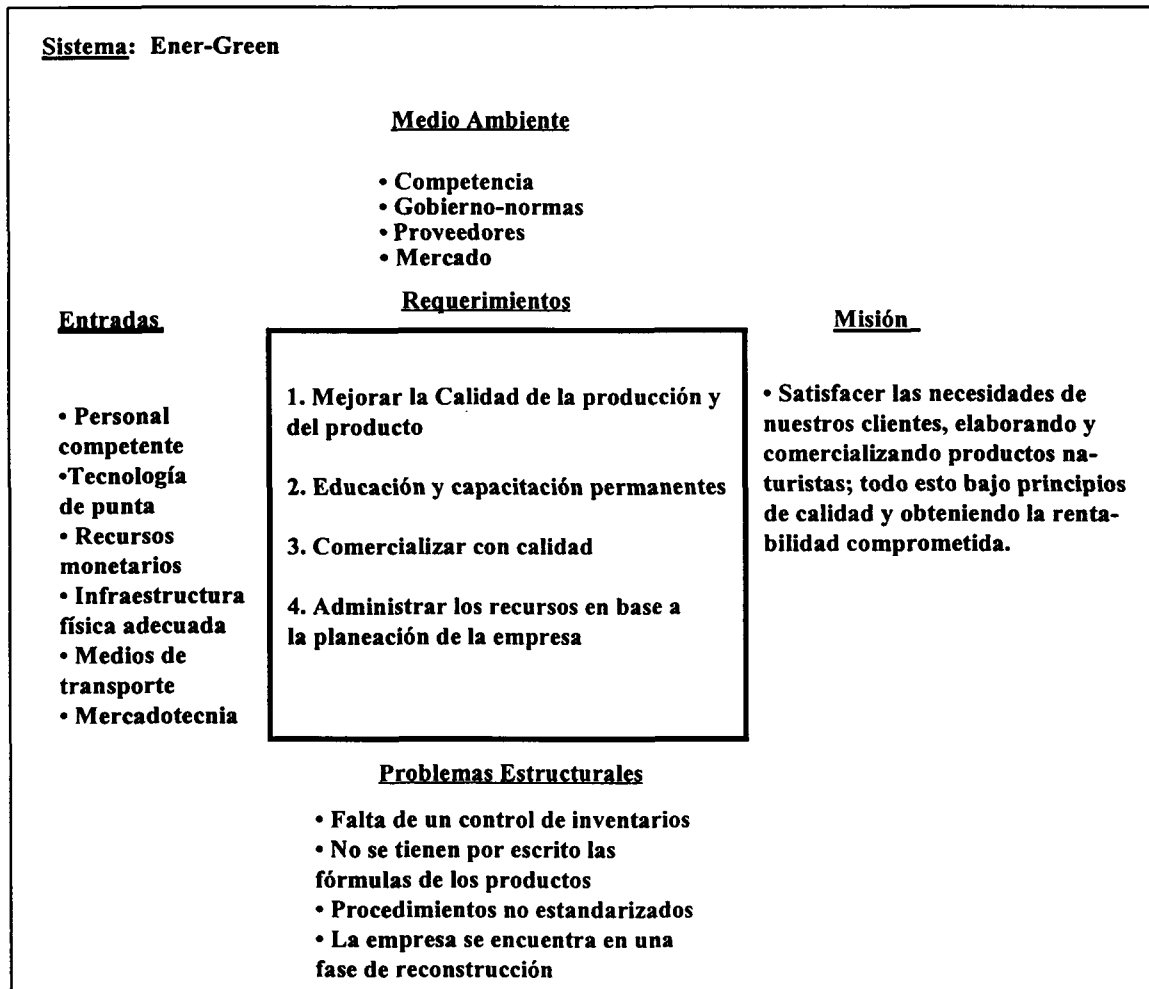 Sistema: Ener-Green
Medio Ambiente
• Competencia
• Gobierno-normas
• Proveedores
• Mercado
Requerimientos
Entradas
• Personal
competente
•Tecnología
de punta
• Recursos
monetarios
• Infraestructura
física adecuada
• Medios de
transporte
• Mercadotecnia
1. Mejorar la Calidad de la producción y
del producto
2. Educación y capacitación permanentes
3. Comercializar con calidad
4. Administrar los recursos en base a
la planeación de la empresa
Misión
• Satisfacer las necesidades de
nuestros clientes, elaborando y
comercializando productos na-
turistas; todo esto bajo principios
de calidad y obteniendo la renta-
bilidad comprometida.
Problemas Estructurales
• Falta de un control de inventarios
• No se tienen por escrito las
fórmulas de los productos
• Procedimientos no estandarizados
• La empresa se encuentra en una
fase de reconstrucción